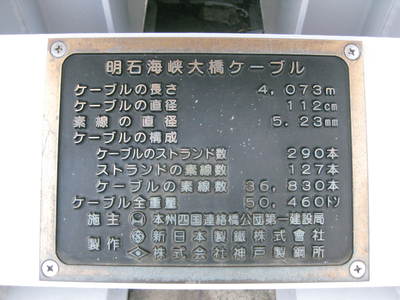 明石海峡大橋ケーブル
ケーブルの長さ 4,073m
ケーブルの直径 112cm
素線の直径 5.23mm
ケーブルの構成
ケーブルのストランド数 290本
ストランドの素線数 127本
ケーブルの素線数 36,830本
ケーブル全重量 50,460トン
施主 本州四国連絡橋公団第一建設局
製作 新日本製鐵株式會社
株式会社神戸製鋼所